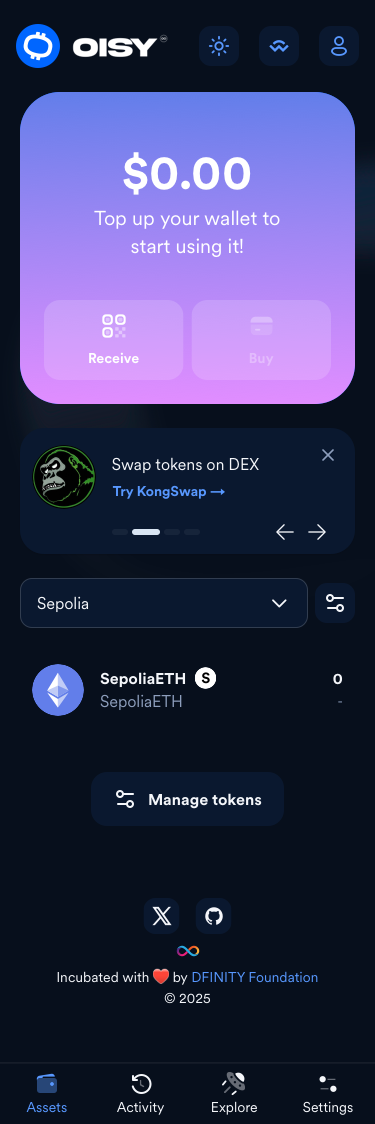 OISY
$0.00
Top up your wallet to
start using it!
Receive
Buy
Swap tokens on DEX
Try KongSwap →
Sepolia
SepoliaETH S
0
SepoliaETH
-
Manage tokens
Incubated with ❤️ by DFINITY Foundation
© 2025
Assets
Activity
Explore
Settings